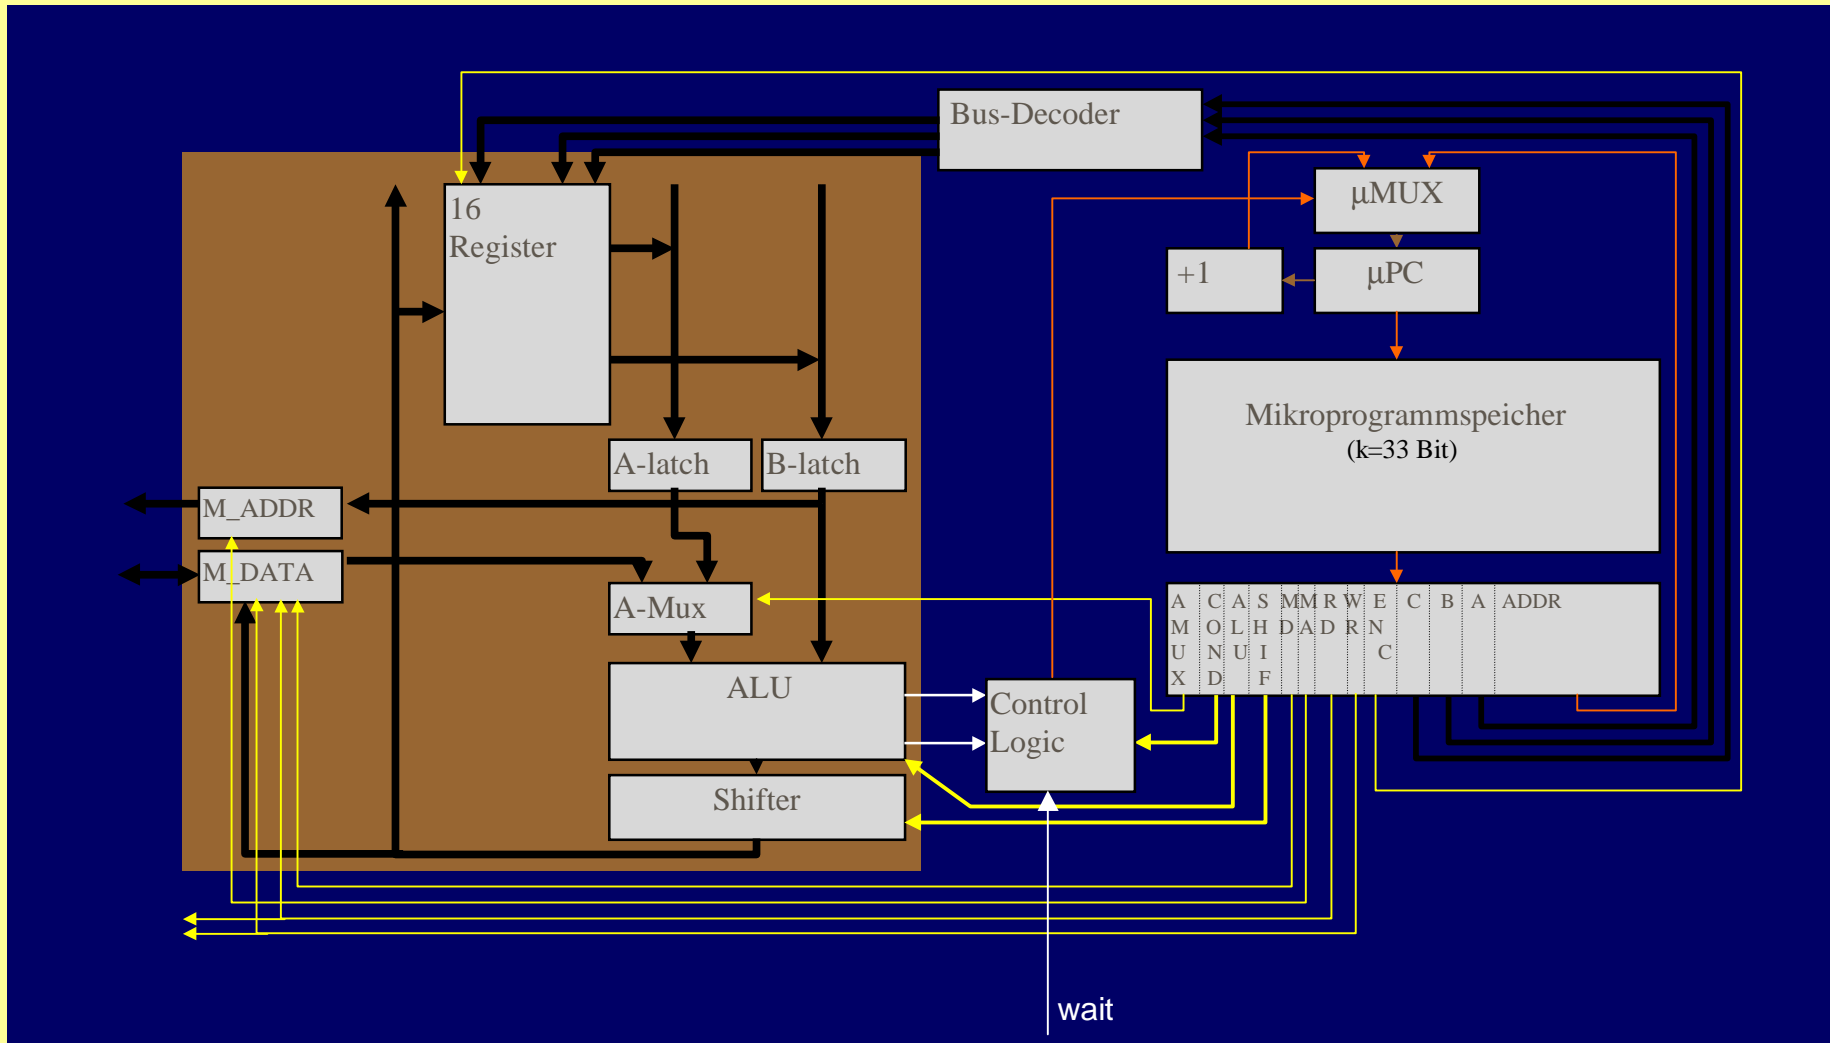 Bus-Decoder
16
Register
μMUX
+1
μPC
Mikroprogrammspeicher
(k=33 Bit)
A-latch
B-latch
M_ADDR
M_DATA
A-Mux
ALU
Shifter
Control
Logic
A C A S M M R W E C B A ADDR
M O L H D A D R N
U N U I C
X D F
wait